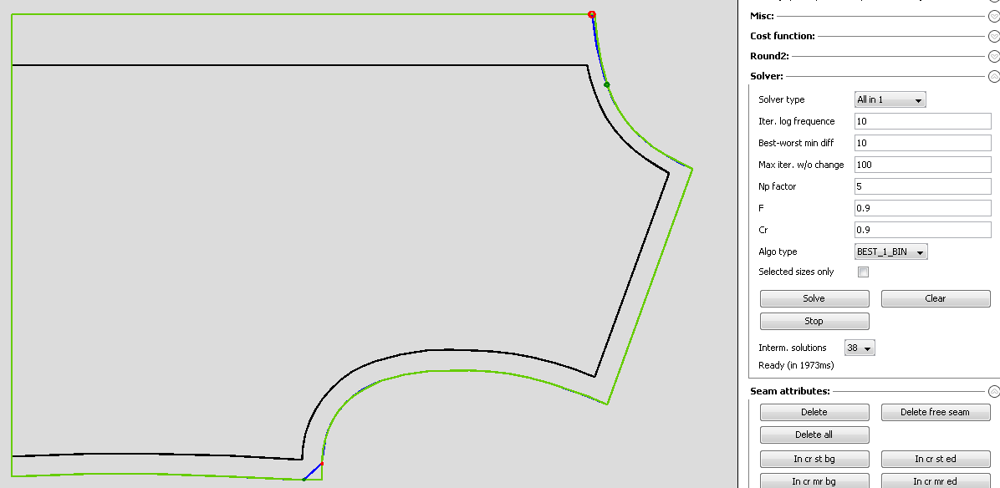 Misc:
Cost function:
Round2:
Solver:
Solver type All in 1
Iter. log frequence 10
Best-worst min diff 10
Max iter. w/o change 100
Np factor 5
F 0.9
Cr 0.9
Algo type BEST_1_BIN
Selected sizes only
Solve Clear
Stop
Interm. solutions 38
Ready (in 1973ms)
Seam attributes:
Delete Delete free seam
Delete all
In cr st bg In cr st ed
In cr mr bg In cr mr ed